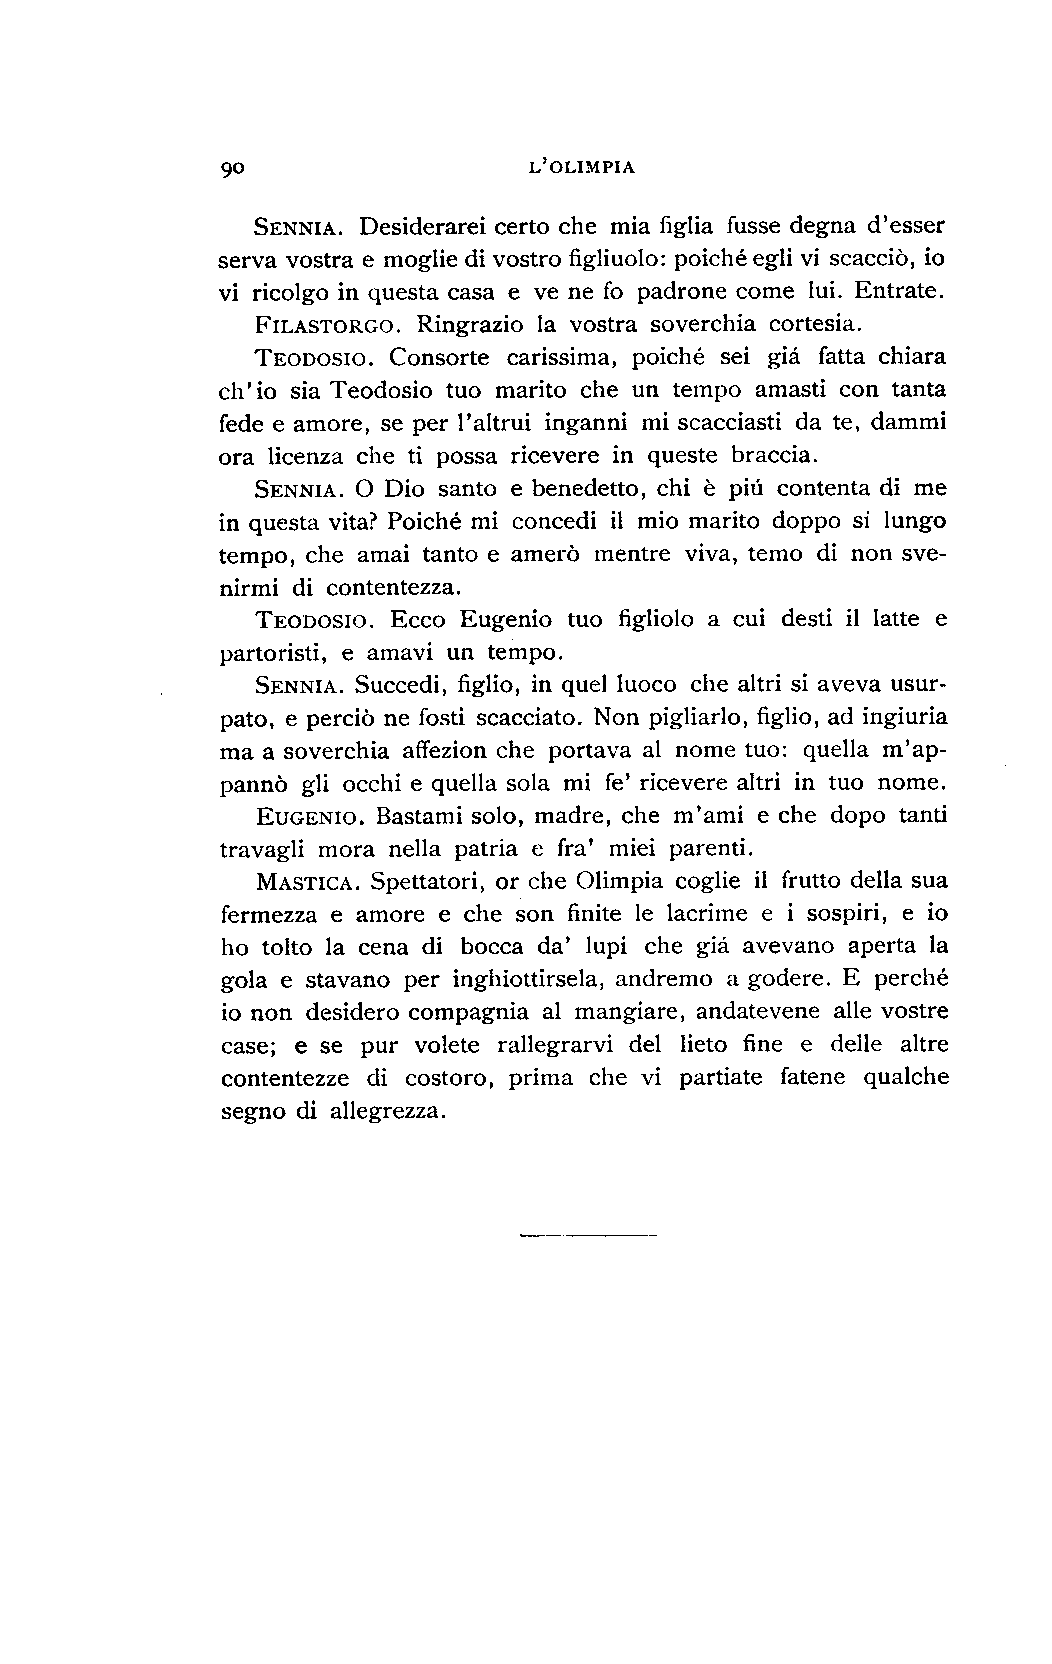 90 L'OLIMPIA
SENNIA. Desiderarei certo che mia figlia fusse degna d'esser
serva vostra e moglie di vostro figliuolo: poiché egli vi scacciò, io
vi ricolgo in questa casa e ve ne fo padrone come lui. Entrate.
FILASTORGO. Ringrazio la vostra soverchia cortesia.
TEODOSIO. Consorte carissima, poiché sei giá fatta chiara
ch'io sia Teodosio tuo marito che un tempo amasti con tanta
fede e amore, se per l'altrui inganni mi scacciasti da te, dammi
ora licenza che ti possa ricevere in queste braccia.
SENNIA. O Dio santo e benedetto, chi è piú contenta di me
in questa vita? Poiché mi concedi il mio marito doppo si lungo
tempo, che amai tanto e amerò mentre viva, temo di non sve-
nirmi di contentezza.
TEODOSIO. Ecco Eugenio tuo figliolo a cui desti il latte e
partoristi, e amavi un tempo.
SENNIA. Succedi, figlio, in quel luoco che altri si aveva usur-
pato, e perciò ne fosti scacciato. Non pigliarlo, figlio, ad ingiuria
ma a soverchia affezion che portava al nome tuo: quella m'ap-
pannò gli occhi e quella sola mi fe' ricevere altri in tuo nome.
EUGENIO. Bastami solo, madre, che m'ami e che dopo tanti
travagli mora nella patria e fra' miei parenti.
MASTICA. Spettatori, or che Olimpia coglie il frutto della sua
fermezza e amore e che son finite le lacrime e i sospiri, e io
ho tolto la cena di bocca da' lupi che giá avevano aperta la
gola e stavano per inghiottirsela, andremo a godere. E perché
io non desidero compagnia al mangiare, andatevene alle vostre
case; e se pur volete rallegrarvi del lieto fine e delle altre
contentezze di costoro, prima che vi partiate fatene qualche
segno di allegrezza.